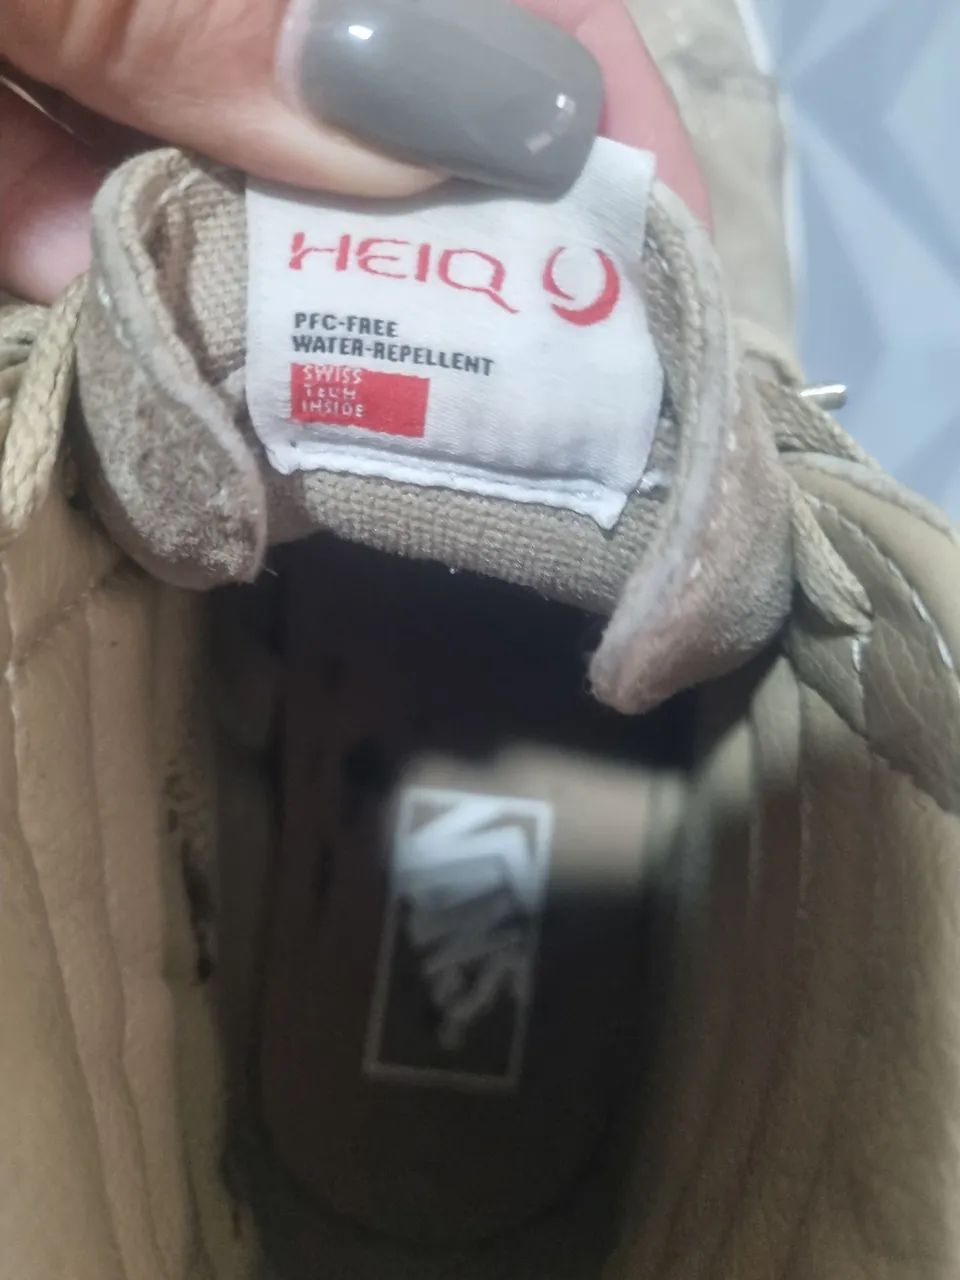 HEIQ
PFC-FREE
WATER-REPELLENT
SWISS
TECH
INSIDE
VANS